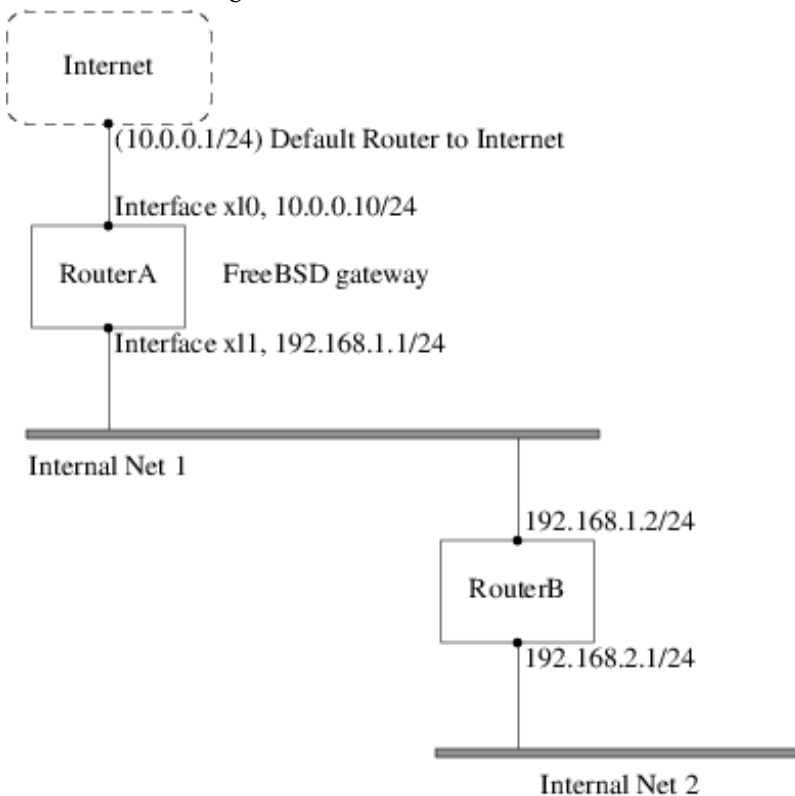 Internet
(10.0.0.1/24) Default Router to Internet
Interface xl0, 10.0.0.10/24
RouterA
FreeBSD gateway
Interface xl1, 192.168.1.1/24
Internal Net 1
192.168.1.2/24
RouterB
192.168.2.1/24
Internal Net 2